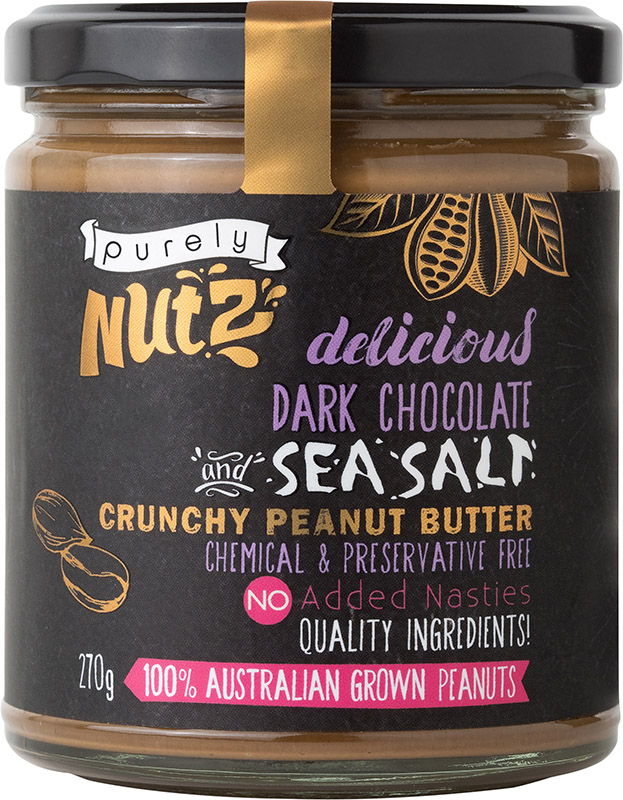 purely
Nutz
delicious
DARK CHOCOLATE
and SEA SALT
CRUNCHY PEANUT BUTTER
CHEMICAL & PRESERVATIVE FREE
NO Added Nasties
QUALITY INGREDIENTS!
270g 100% AUSTRALIAN GROWN PEANUTS